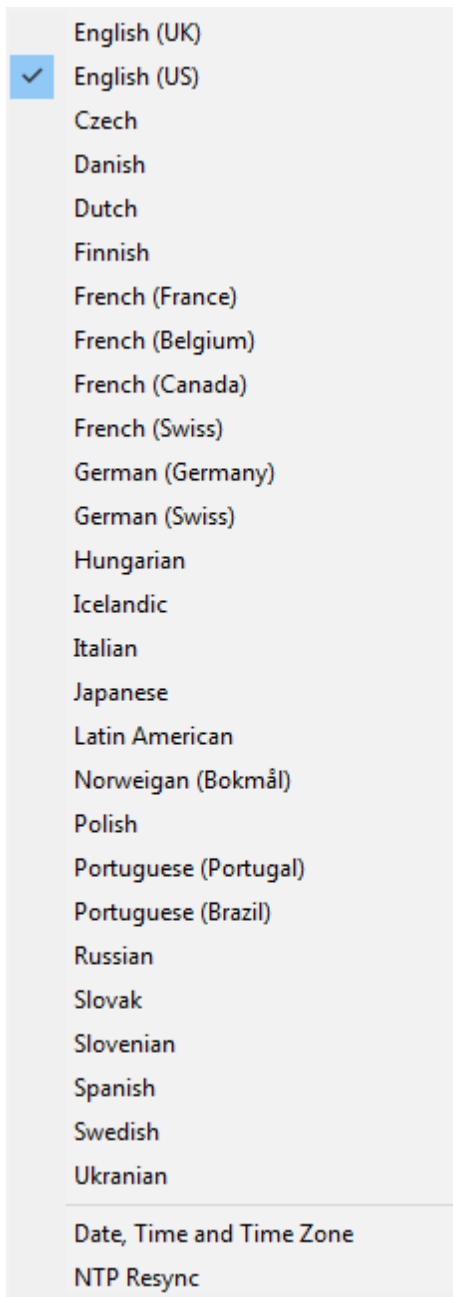 English (UK)
English (US)
Czech
Danish
Dutch
Finnish
French (France)
French (Belgium)
French (Canada)
French (Swiss)
German (Germany)
German (Swiss)
Hungarian
Icelandic
Italian
Japanese
Latin American
Norweigan (Bokmål)
Polish
Portuguese (Portugal)
Portuguese (Brazil)
Russian
Slovak
Slovenian
Spanish
Swedish
Ukranian
Date, Time and Time Zone
NTP Resync